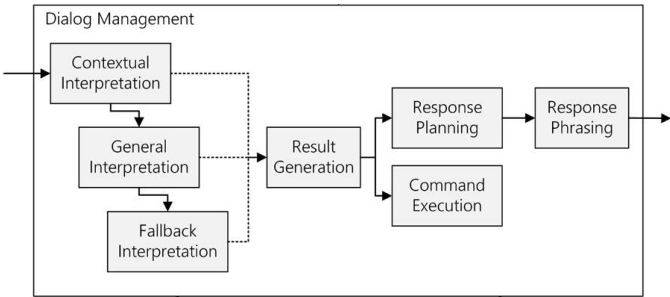 Dialog Management
Contextual
Interpretation
General
Interpretation
Fallback
Interpretation
Result
Generation
Response
Planning
Response
Phrasing
Command
Execution